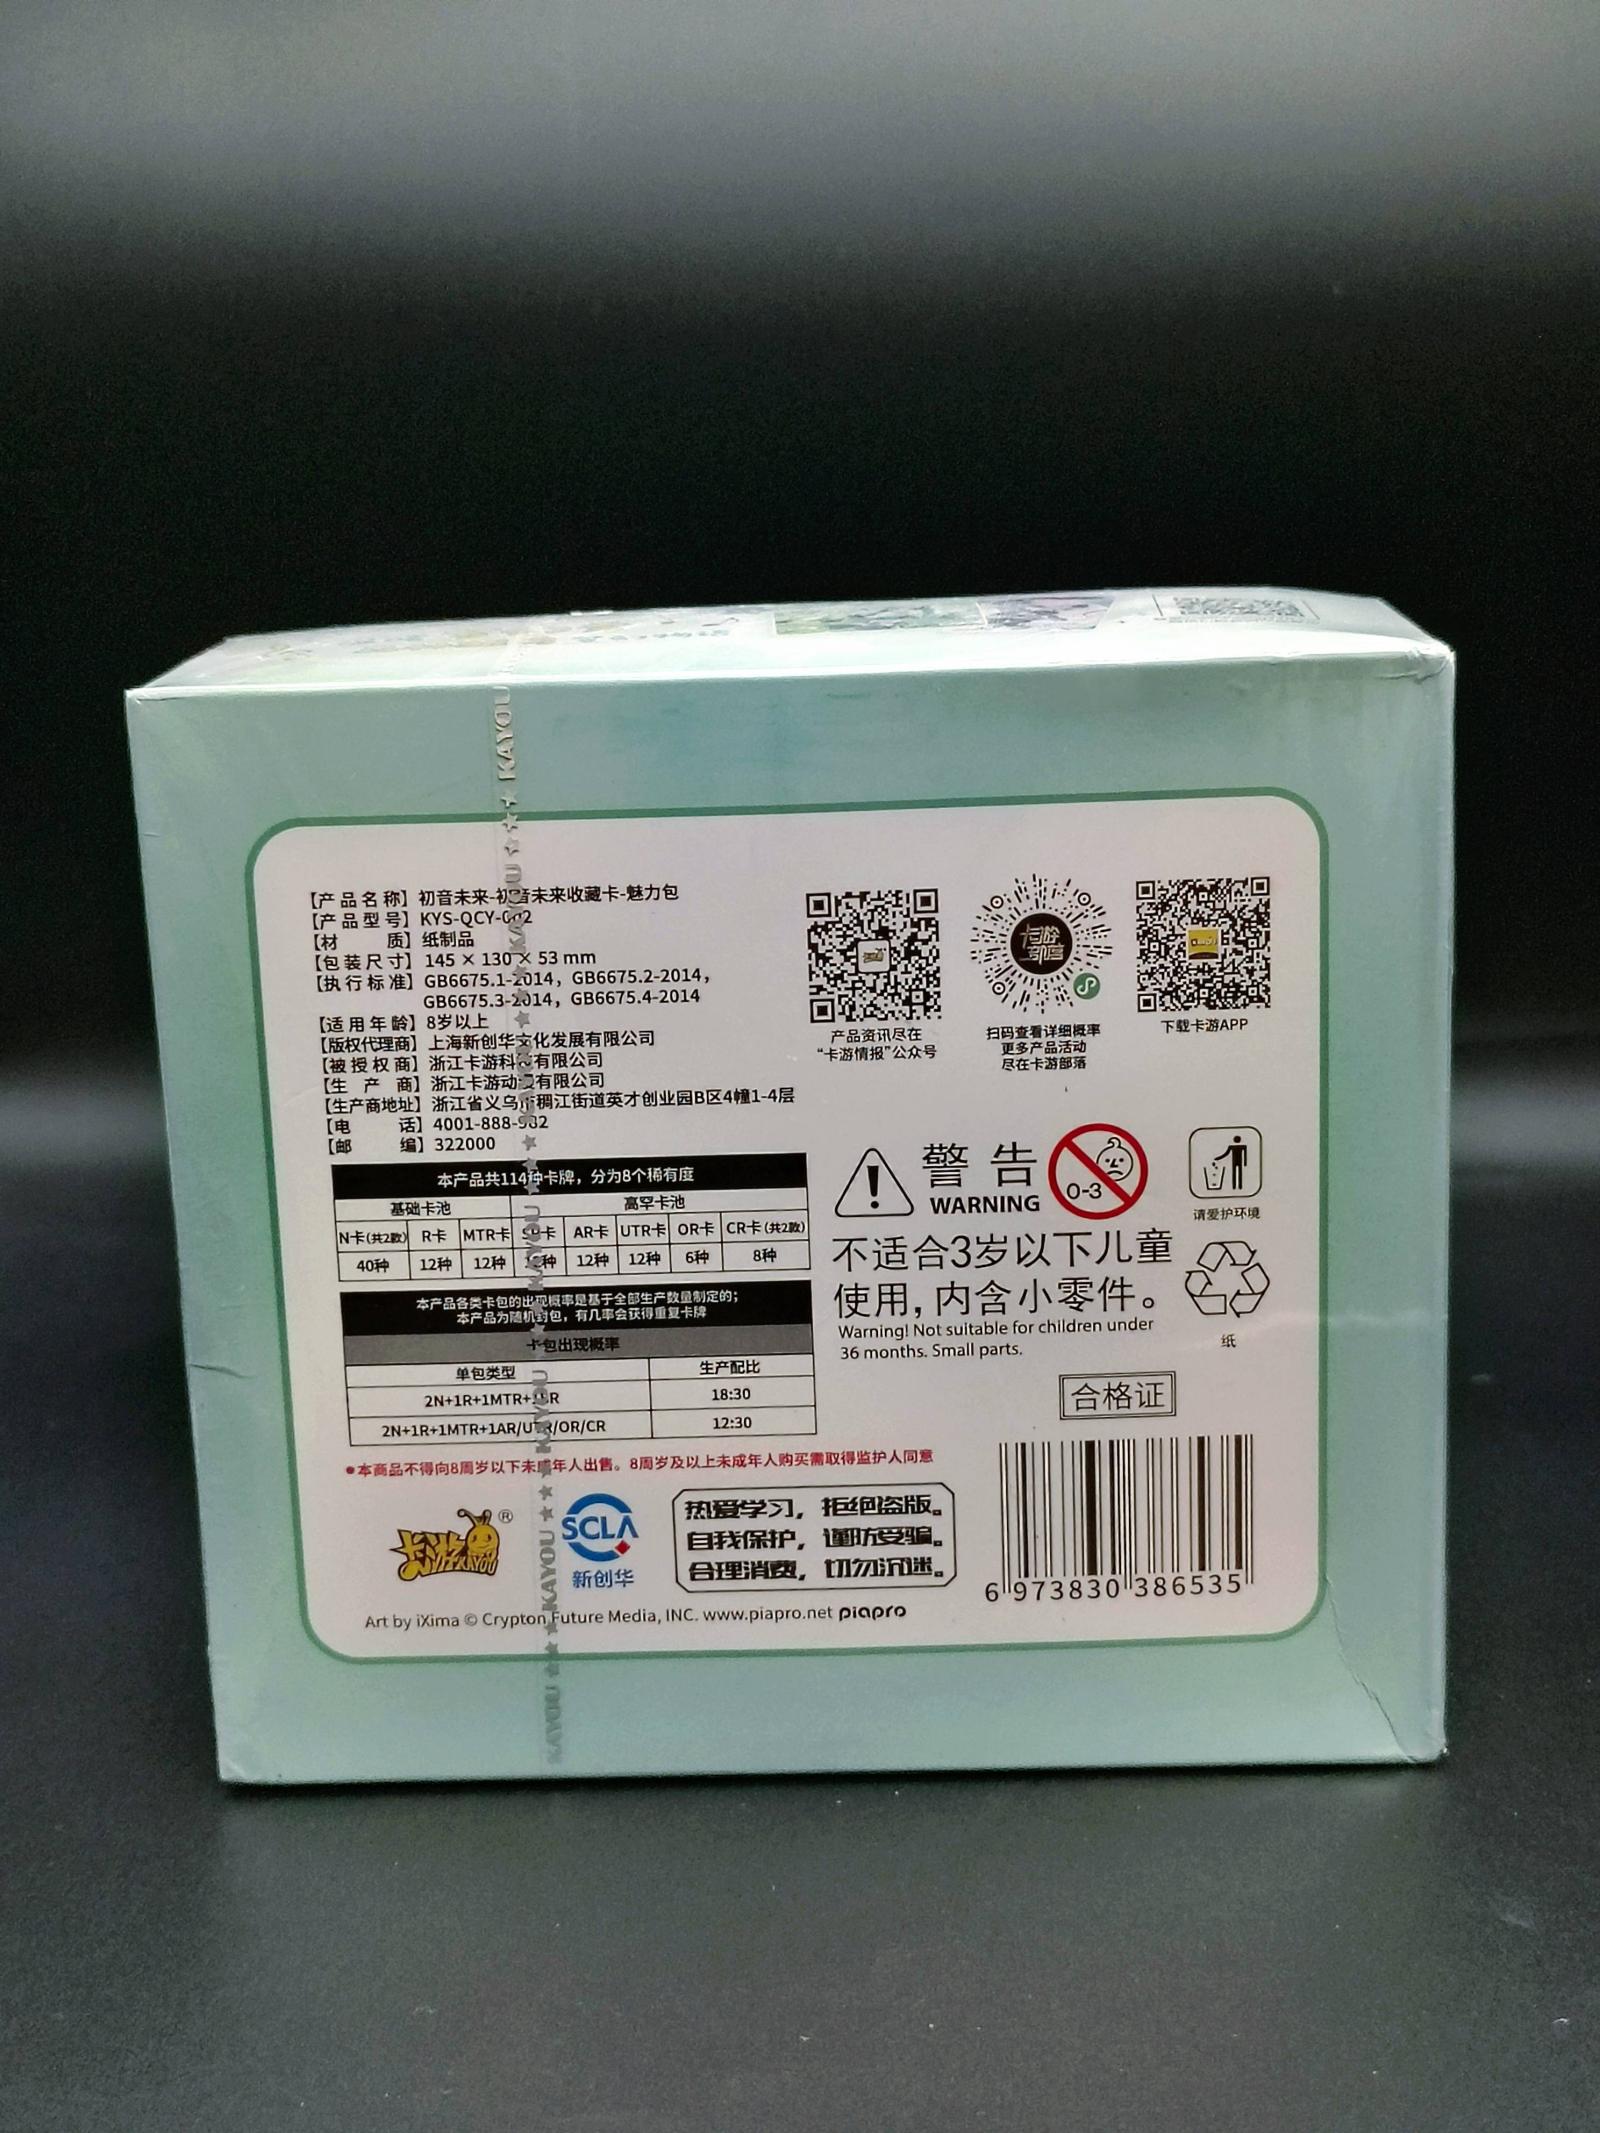 【产品名称】初音未来-初音未来收藏卡-魅力包
【产品型号】KYS-QCY-002
【材 质】纸制品
【包装尺寸】145 × 130 × 53 mm
【执行标准】GB6675.1-2014，GB6675.2-2014，
GB6675.3-2014，GB6675.4-2014
【适用年龄】8岁以上
【版权代理商】上海新创华文化发展有限公司
【被授权商】浙江卡游科技有限公司
【生 产 商】浙江卡游动漫有限公司
【生产商地址】浙江省义乌市稠江街道英才创业园B区4幢1-4层
【电 话】4001-888-982
【邮 编】322000
产品资讯尽在
“卡游情报”公众号
卡游部落
扫码查看详细概率
更多产品活动
尽在卡游部落
下载卡游APP
本产品共114种卡牌，分为8个稀有度
基础卡池 高罕卡池
N卡(共2款) R卡 MTR卡 卡 AR卡 UTR卡 OR卡 CR卡(共2款)
40种 12种 12种 种 12种 12种 6种 8种
本产品各类卡包的出现概率是基于全部生产数量制定的；
本产品为随机封包，有几率会获得重复卡牌
卡包出现概率
单包类型 生产配比
2N+1R+1MTR+1SR 18:30
2N+1R+1MTR+1AR/UTR/OR/CR 12:30
●本商品不得向8周岁以下未成年人出售。8周岁及以上未成年人购买需取得监护人同意
卡游 KAYOU ®
SCLA
新创华
热爱学习，拒绝盗版。
自我保护，谨防受骗。
合理消费，切勿沉迷。
Art by iXima © Crypton Future Media, INC. www.piapro.net piapro
警告
WARNING
0-3
不适合3岁以下儿童
使用，内含小零件。
Warning! Not suitable for children under
36 months. Small parts.
请爱护环境
纸
合格证
6 973830 386535
KAYOU ★★★ KAYOU ★★★ KAYOU ★★★ KAYOU